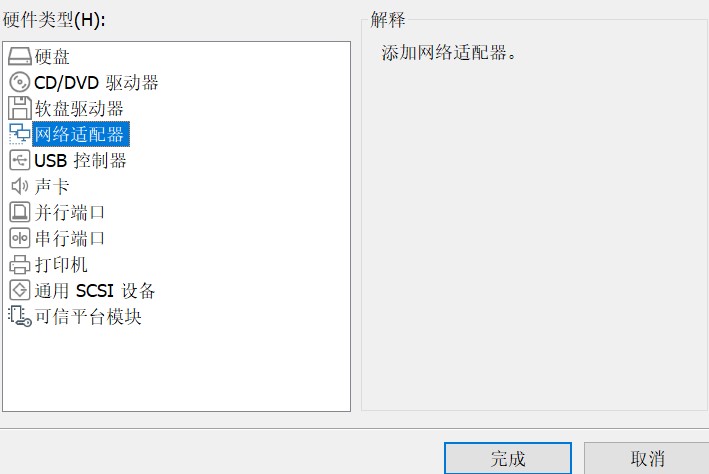 硬件类型(H):
硬盘
CD/DVD 驱动器
软盘驱动器
网络适配器
USB 控制器
声卡
并行端口
串行端口
打印机
通用 SCSI 设备
可信平台模块
解释
添加网络适配器。
完成
取消